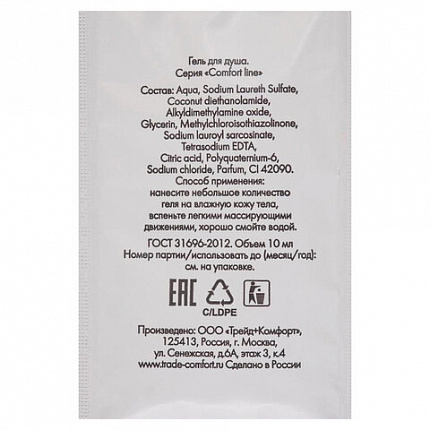 Гель для душа.
Серия «Comfort line»
Состав: Aqua, Sodium Laureth Sulfate,
Coconut diethanolamide,
Alkyldimethylamine oxide,
Glycerin, Methylchloroisothiazolinone,
Sodium lauroyl sarcosinate,
Tetrasodium EDTA,
Citric acid, Polyquaternium-6,
Sodium chloride, Parfum, CI 42090.
Способ применения:
нанесите небольшое количество
геля на влажную кожу тела,
вспеньте легкими массирующими
движениями, хорошо смойте водой.
ГОСТ 31696-2012. Объем 10 мл
Номер партии/использовать до (месяц/год):
см. на упаковке.
ЕАС
C/LDPE
Произведено: ООО «Трейд+Комфорт»,
125413, Россия, г. Москва,
ул. Сенежская, д.6А, этаж 3, к.4
www.trade-comfort.ru Сделано в России